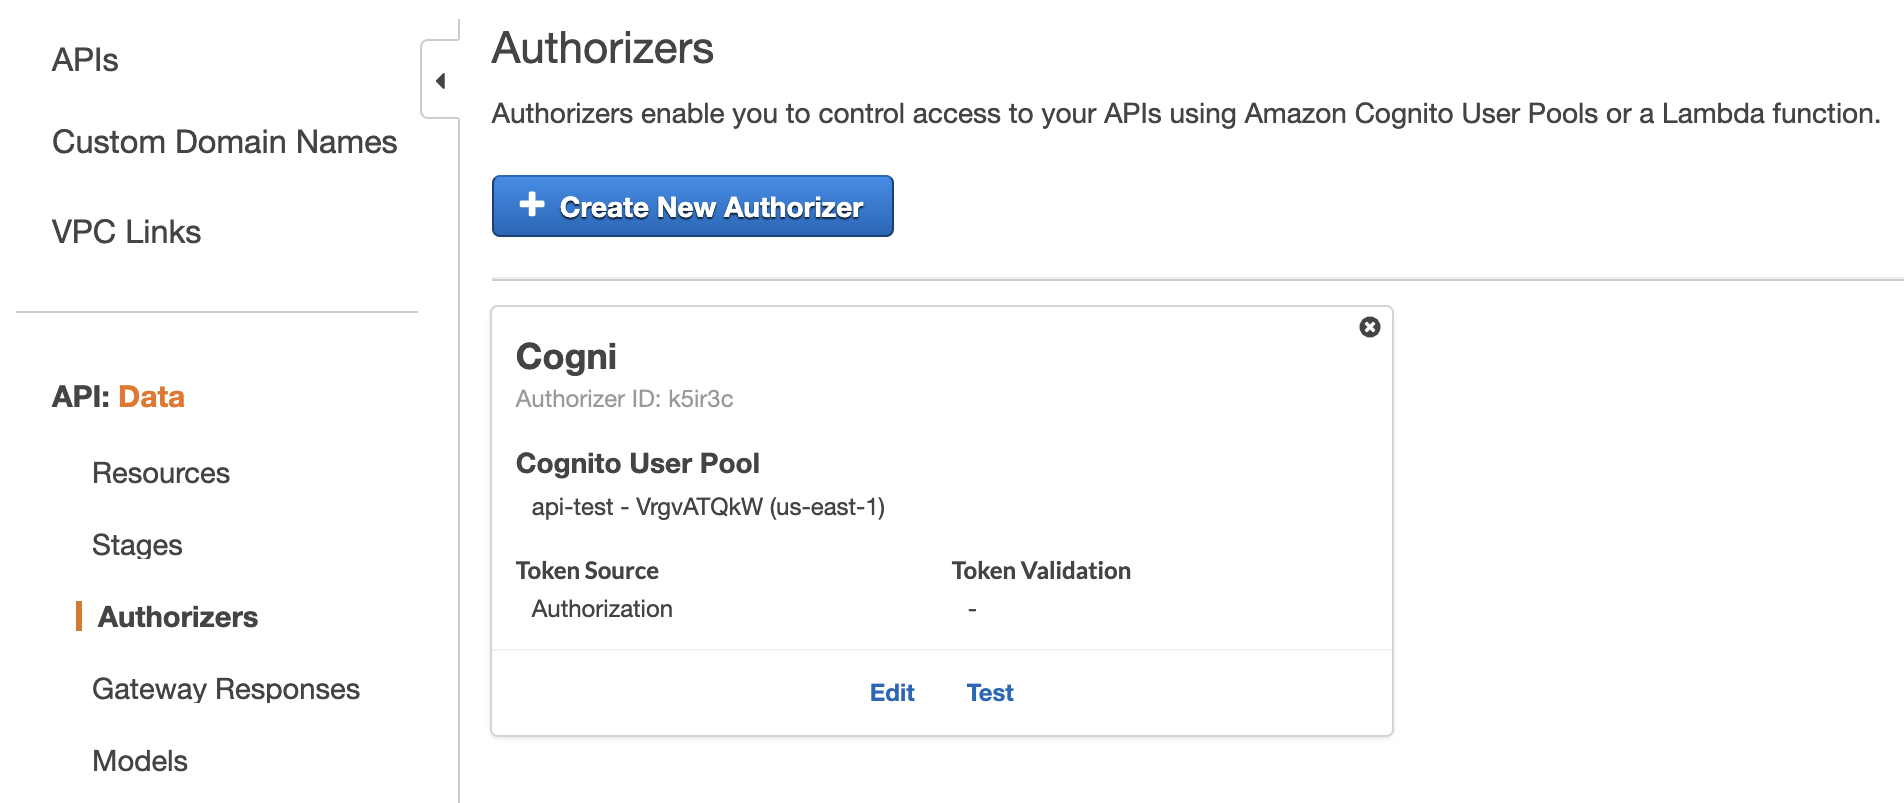 APIs
Custom Domain Names
VPC Links
API: Data
Resources
Stages
Authorizers
Gateway Responses
Models
Authorizers
Authorizers enable you to control access to your APIs using Amazon Cognito User Pools or a Lambda function.
Create New Authorizer
Cogni
Authorizer ID: k5ir3c
Cognito User Pool
api-test - VrgvATQkW (us-east-1)
Token Source
Authorization
Token Validation
-
Edit Test